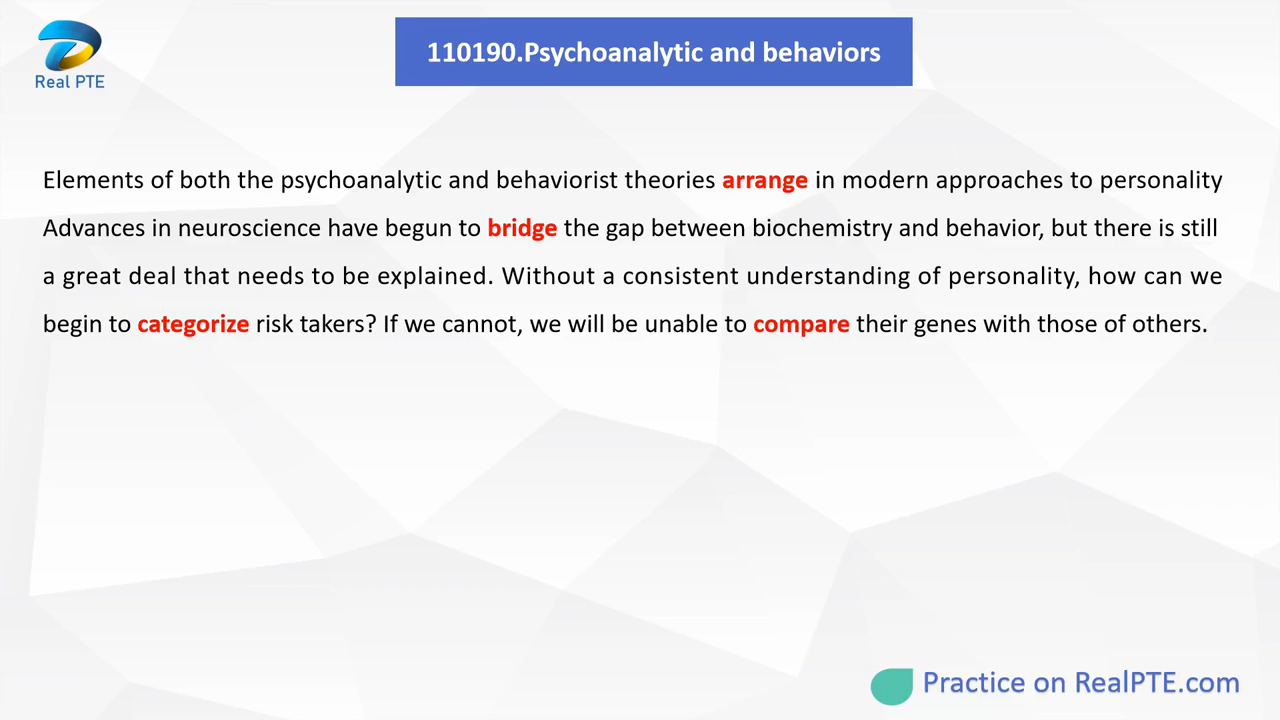 110190.Psychoanalytic and behaviors
Real PTE
Elements of both the psychoanalytic and behaviorist theories arrange in modern approaches to personality
Advances in neuroscience have begun to bridge the gap between biochemistry and behavior, but there is still
a great deal that needs to be explained. Without a consistent understanding of personality, how can we
begin to categorize risk takers? If we cannot, we will be unable to compare their genes with those of others.
Practice on RealPTE.com